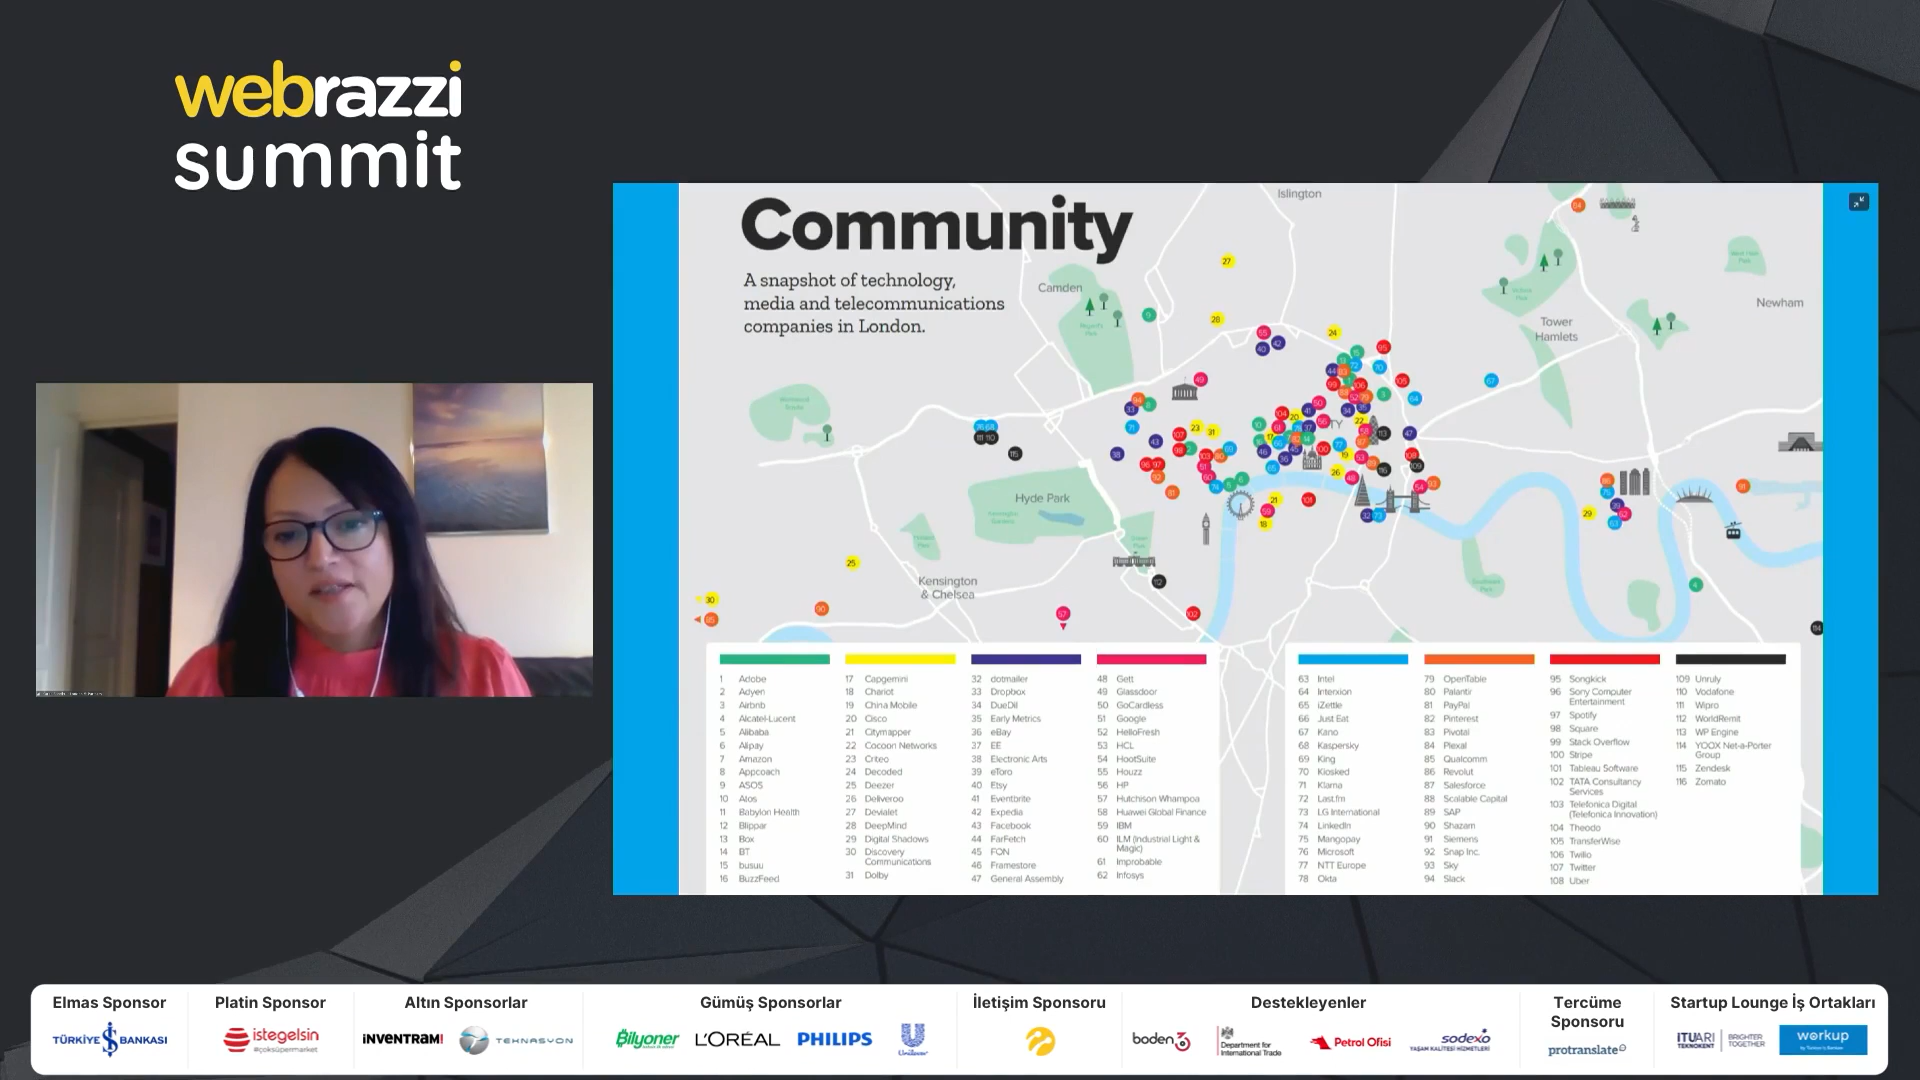 webrazzi
summit
Community
A snapshot of technology,
media and telecommunications
companies in London.
Islington
Camden
Newham
Tower
Hamlets
Hyde Park
Kensington
& Chelsea
1 Adobe
2 Adyen
3 Airbnb
4 Alcatel-Lucent
5 Alibaba
6 Alipay
7 Amazon
8 Appcoach
9 ASOS
10 Atos
11 Babylon Health
12 Blippar
13 Box
14 BT
15 busuu
16 BuzzFeed
17 Capgemini
18 Chariot
19 China Mobile
20 Cisco
21 Citymapper
22 Cocoon Networks
23 Criteo
24 Decoded
25 Deezer
26 Deliveroo
27 Devialet
28 DeepMind
29 Digital Shadows
30 Discovery
Communications
31 Dolby
32 dotmailer
33 Dropbox
34 DueDil
35 Early Metrics
36 eBay
37 EE
38 Electronic Arts
39 eToro
40 Etsy
41 Eventbrite
42 Expedia
43 Facebook
44 FarFetch
45 FON
46 Framestore
47 General Assembly
48 Gett
49 Glassdoor
50 GoCardless
51 Google
52 HelloFresh
53 HCL
54 HootSuite
55 Houzz
56 HP
57 Hutchison Whampoa
58 Huawei Global Finance
59 IBM
60 ILM (Industrial Light &
Magic)
61 Improbable
62 Infosys
63 Intel
64 Interxion
65 iZettle
66 Just Eat
67 Kano
68 Kaspersky
69 King
70 Kiosked
71 Klarna
72 Last.fm
73 LG International
74 LinkedIn
75 Mangopay
76 Microsoft
77 NTT Europe
78 Okta
79 OpenTable
80 Palantir
81 PayPal
82 Pinterest
83 Pivotal
84 Plexal
85 Qualcomm
86 Revolut
87 Salesforce
88 Scalable Capital
89 SAP
90 Shazam
91 Siemens
92 Snap Inc.
93 Sky
94 Slack
95 Songkick
96 Sony Computer
Entertainment
97 Spotify
98 Square
99 Stack Overflow
100 Stripe
101 Tableau Software
102 TATA Consultancy
Services
103 Telefonica Digital
(Telefonica Innovation)
104 Theodo
105 TransferWise
106 Twilio
107 Twitter
108 Uber
109 Unruly
110 Vodafone
111 Wipro
112 WorldRemit
113 WP Engine
114 YOOX Net-a-Porter
Group
115 Zendesk
116 Zomato
Elmas Sponsor
TÜRKİYE İŞ BANKASI
Platin Sponsor
istegelsin
#çoksüpermarket
Altın Sponsorlar
INVENTRAM!
TEKNASYON
Gümüş Sponsorlar
Bilyoner
L'ORÉAL
PHILIPS
Unilever
İletişim Sponsoru
Destekleyenler
boden
Department for
International Trade
Petrol Ofisi
sodexo
YAŞAM KALİTESİ HİZMETLERİ
Tercüme
Sponsoru
protranslate
Startup Lounge İş Ortakları
ITUARI
TEKNOKENT
BRIGHTER
TOGETHER
workup